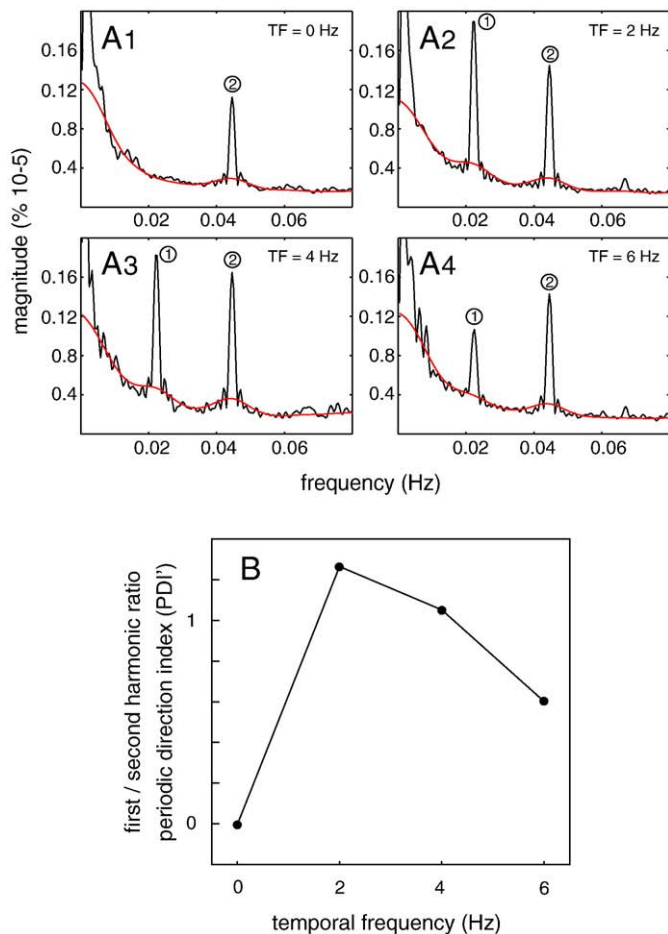 A1
TF = 0 Hz
0.16
0.12
0.8
0.4
②
0.02 0.04 0.06
A2
TF = 2 Hz
0.16
0.12
0.8
0.4
①
②
0.02 0.04 0.06
A3
TF = 4 Hz
0.16
0.12
0.8
0.4
①
②
0.02 0.04 0.06
A4
TF = 6 Hz
0.16
0.12
0.8
0.4
①
②
0.02 0.04 0.06
magnitude (% 10-5)
frequency (Hz)
B
first / second harmonic ratio
periodic direction index (PDI')
1
0
0 2 4 6
temporal frequency (Hz)